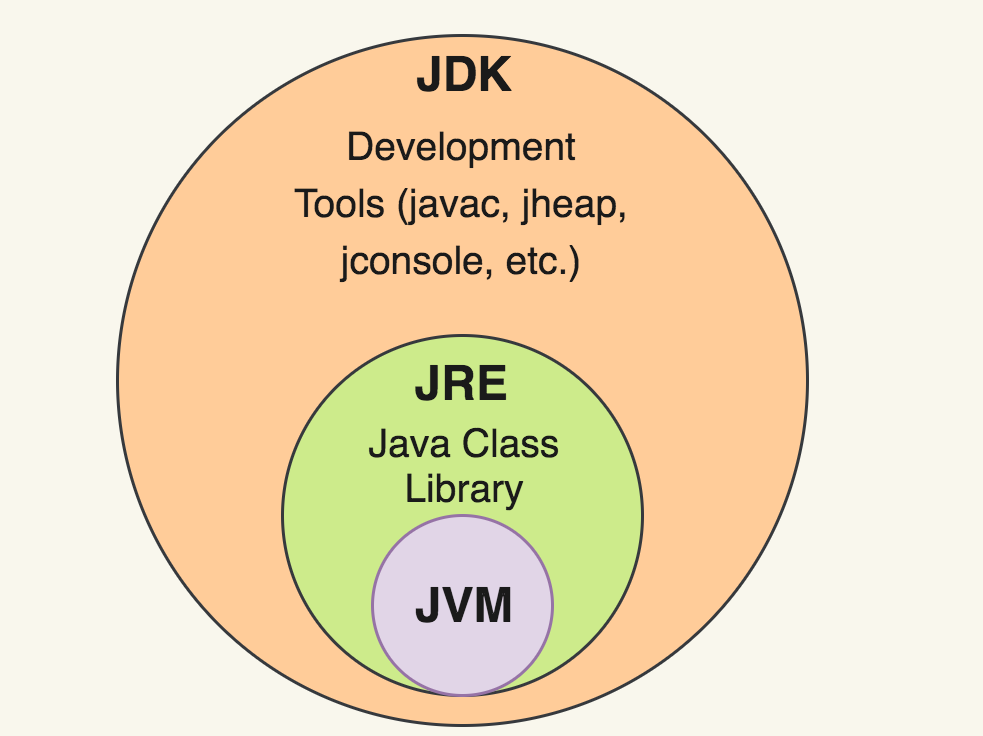 JDK
Development
Tools (javac, jheap,
jconsole, etc.)
JRE
Java Class
Library
JVM